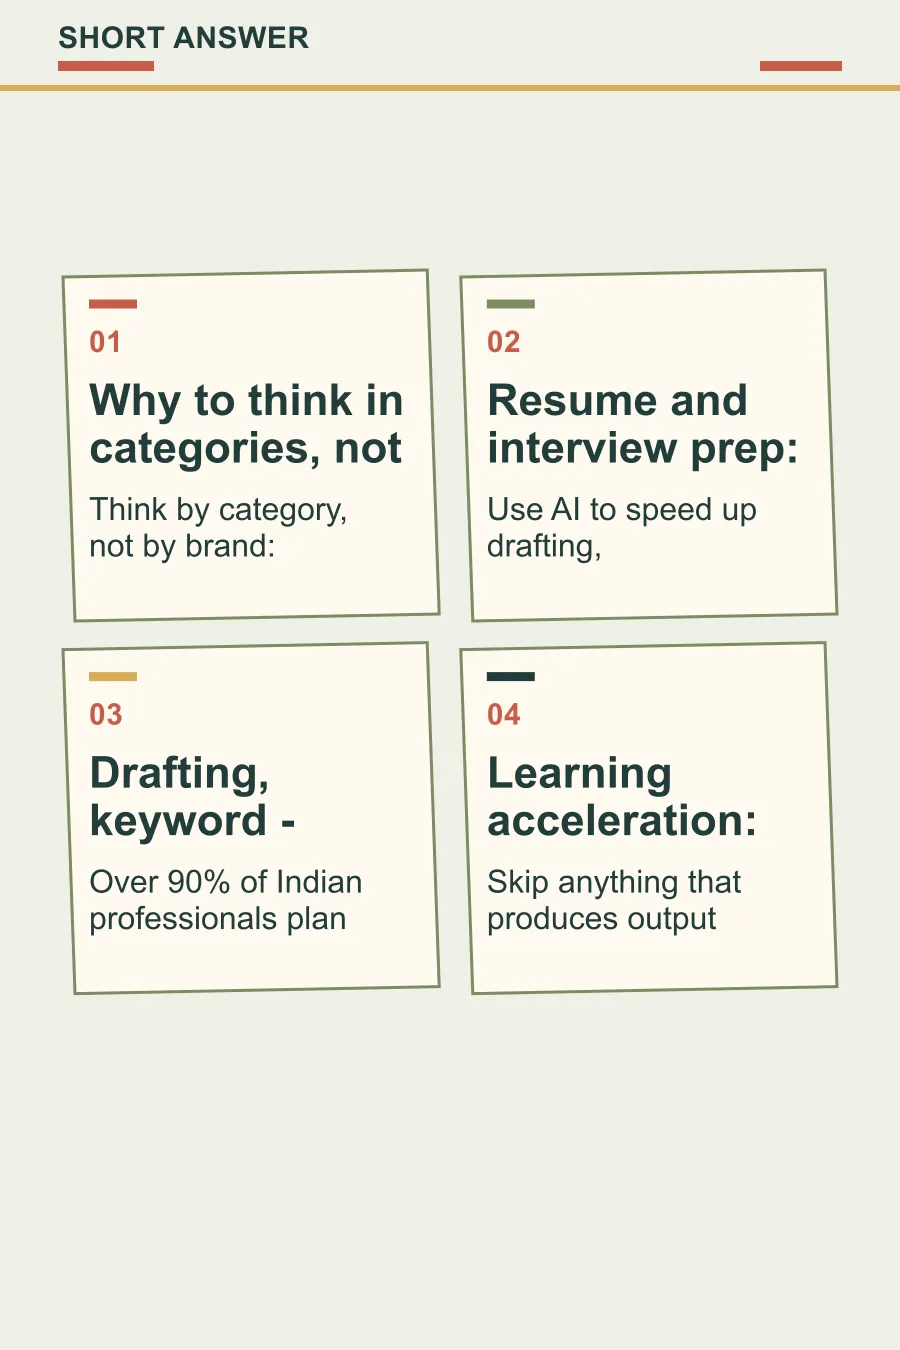 SHORT ANSWER
01
Why to think in
categories, not
Think by category,
not by brand:
02
Resume and
interview prep:
Use AI to speed up
drafting,
03
Drafting,
keyword -
Over 90% of Indian
professionals plan
04
Learning
acceleration:
Skip anything that
produces output